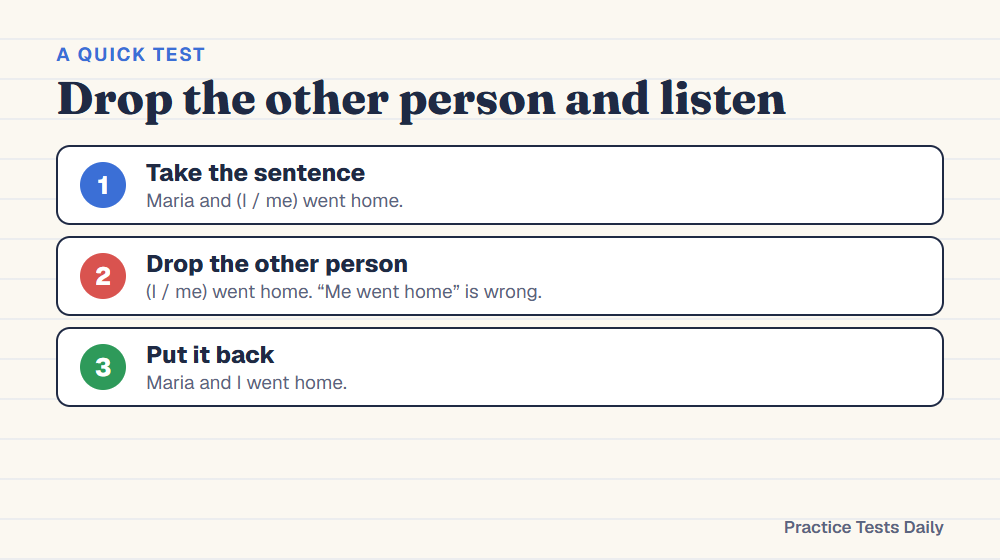 A QUICK TEST
Drop the other person and listen
1
Take the sentence
Maria and (I / me) went home.
2
Drop the other person
(I / me) went home. “Me went home” is wrong.
3
Put it back
Maria and I went home.
Practice Tests Daily